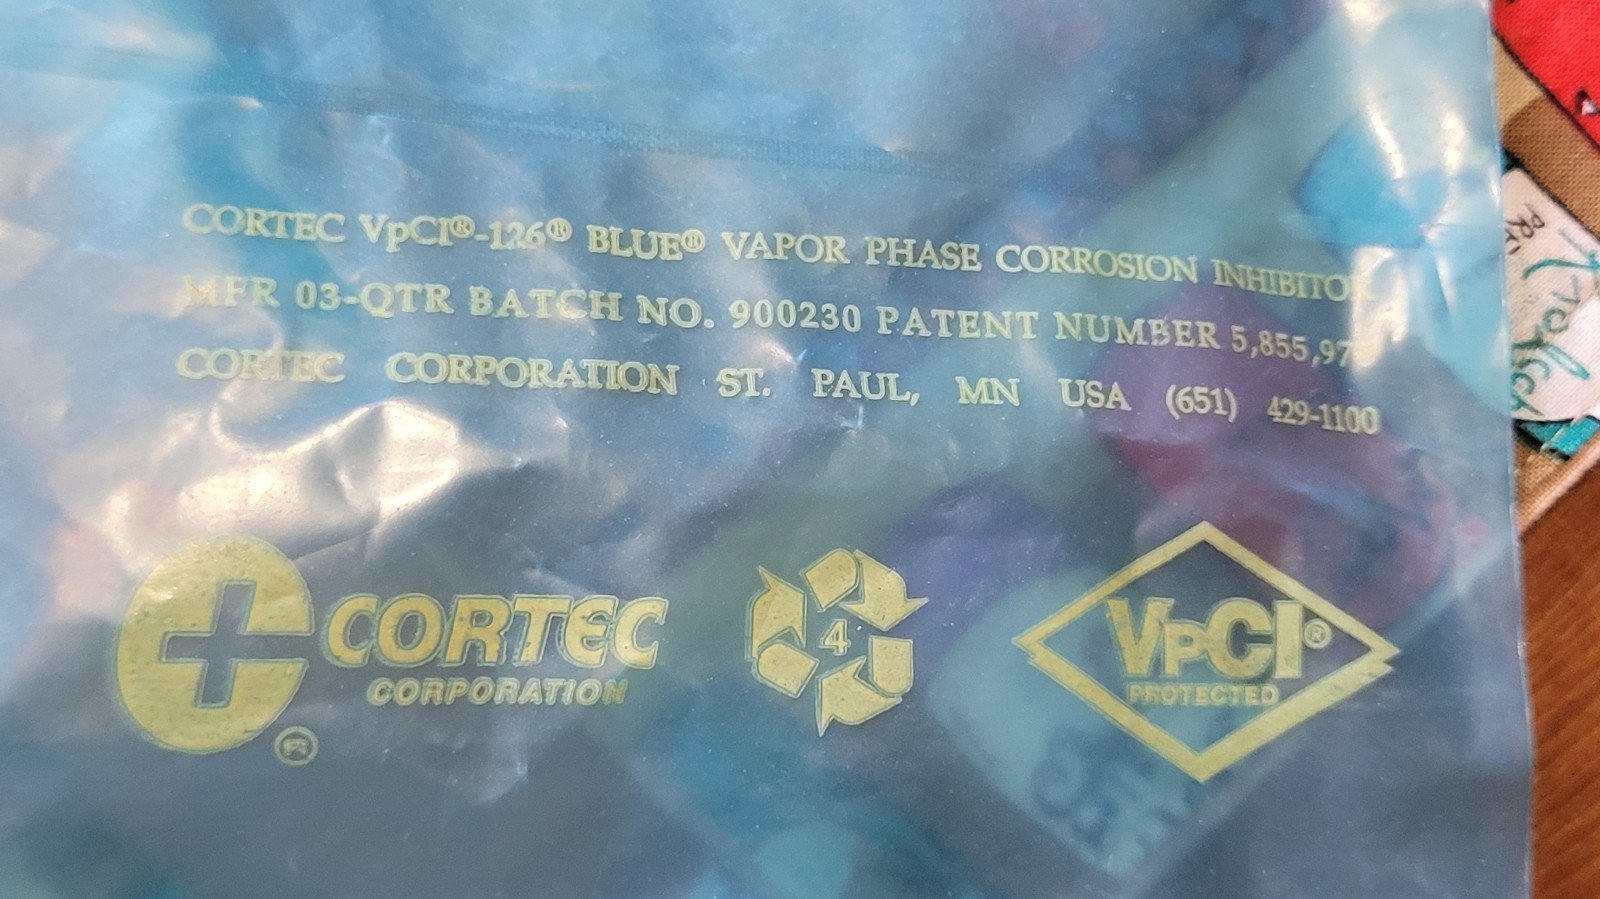 CORTEC VpCI®-126® BLUE® VAPOR PHASE CORROSION INHIBITOR
MFR 03-QTR BATCH NO. 900230 PATENT NUMBER
CORTEC CORPORATION ST. PAUL, MN USA (651) 429-1100
CORTEC
CORPORATION
®
4
VpCI®
PROTECTED